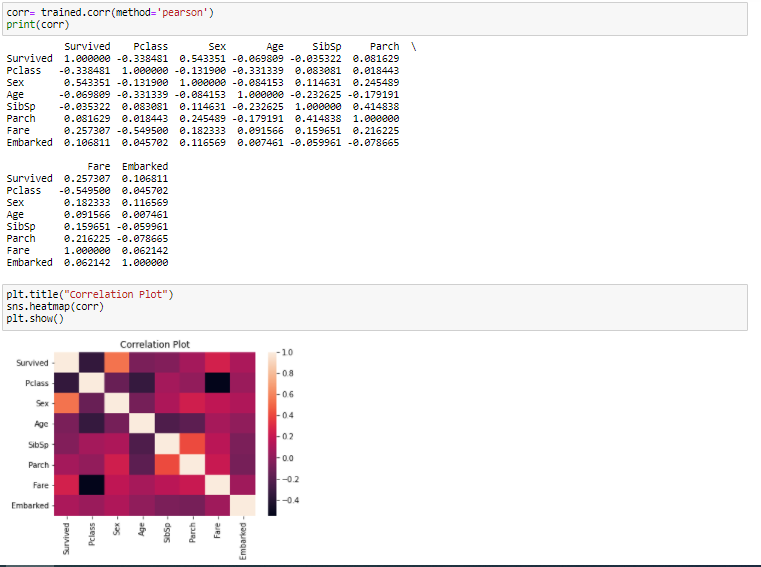 corr= trained.corr(method='pearson')
print(corr)
Survived Pclass Sex Age SibSp Parch \
Survived 1.000000 -0.338481 0.543351 -0.069809 -0.035322 0.081629
Pclass -0.338481 1.000000 -0.131900 -0.331339 0.083081 0.018443
Sex 0.543351 -0.131900 1.000000 -0.084153 0.114631 0.245489
Age -0.069809 -0.331339 -0.084153 1.000000 -0.232625 -0.179191
SibSp -0.035322 0.083081 0.114631 -0.232625 1.000000 0.414838
Parch 0.081629 0.018443 0.245489 -0.179191 0.414838 1.000000
Fare 0.257307 -0.549500 0.182333 0.091566 0.159651 0.216225
Embarked 0.106811 0.045702 0.116569 0.007461 -0.059961 -0.078665
Fare Embarked
Survived 0.257307 0.106811
Pclass -0.549500 0.045702
Sex 0.182333 0.116569
Age 0.091566 0.007461
SibSp 0.159651 -0.059961
Parch 0.216225 -0.078665
Fare 1.000000 0.062142
Embarked 0.062142 1.000000
plt.title("Correlation Plot")
sns.heatmap(corr)
plt.show()
Correlation Plot
Survived
Pclass
Sex
Age
SibSp
Parch
Fare
Embarked
Survived
Pclass
Sex
Age
SibSp
Parch
Fare
Embarked
1.0
0.8
0.6
0.4
0.2
0.0
−0.2
−0.4